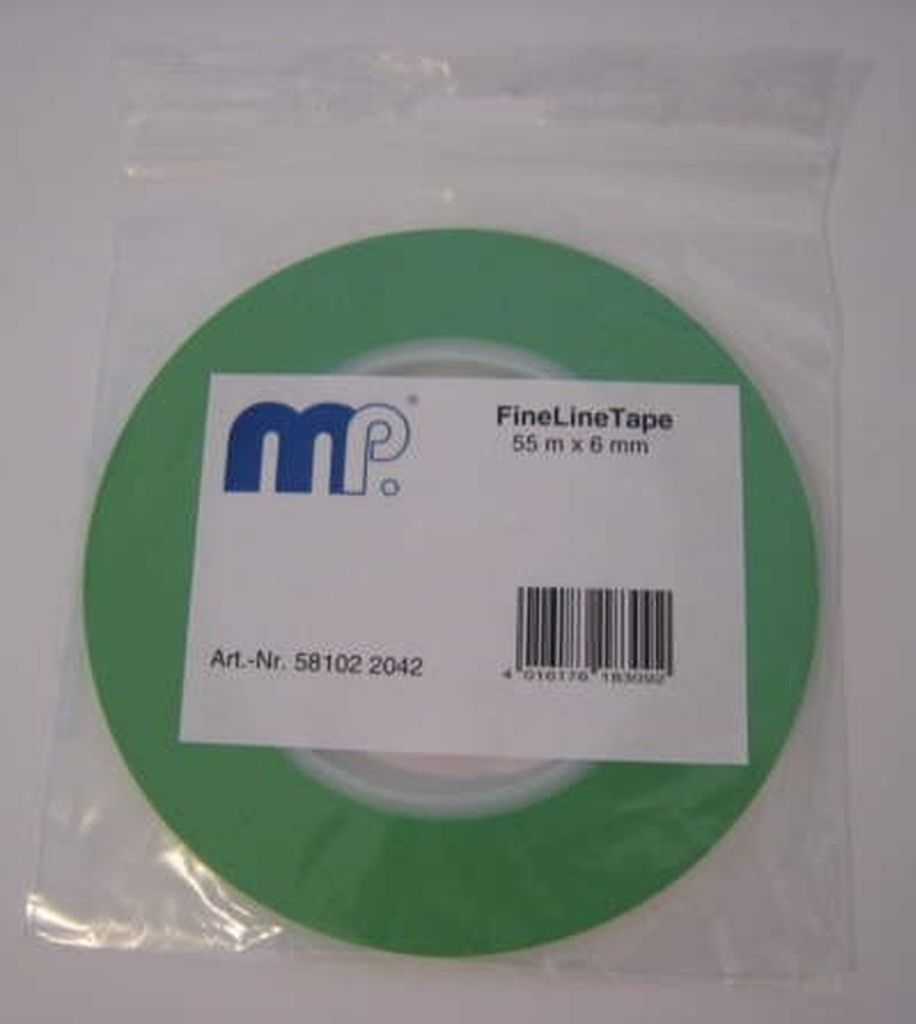 mp®
FineLineTape
55 m x 6 mm
Art.-Nr. 58102 2042